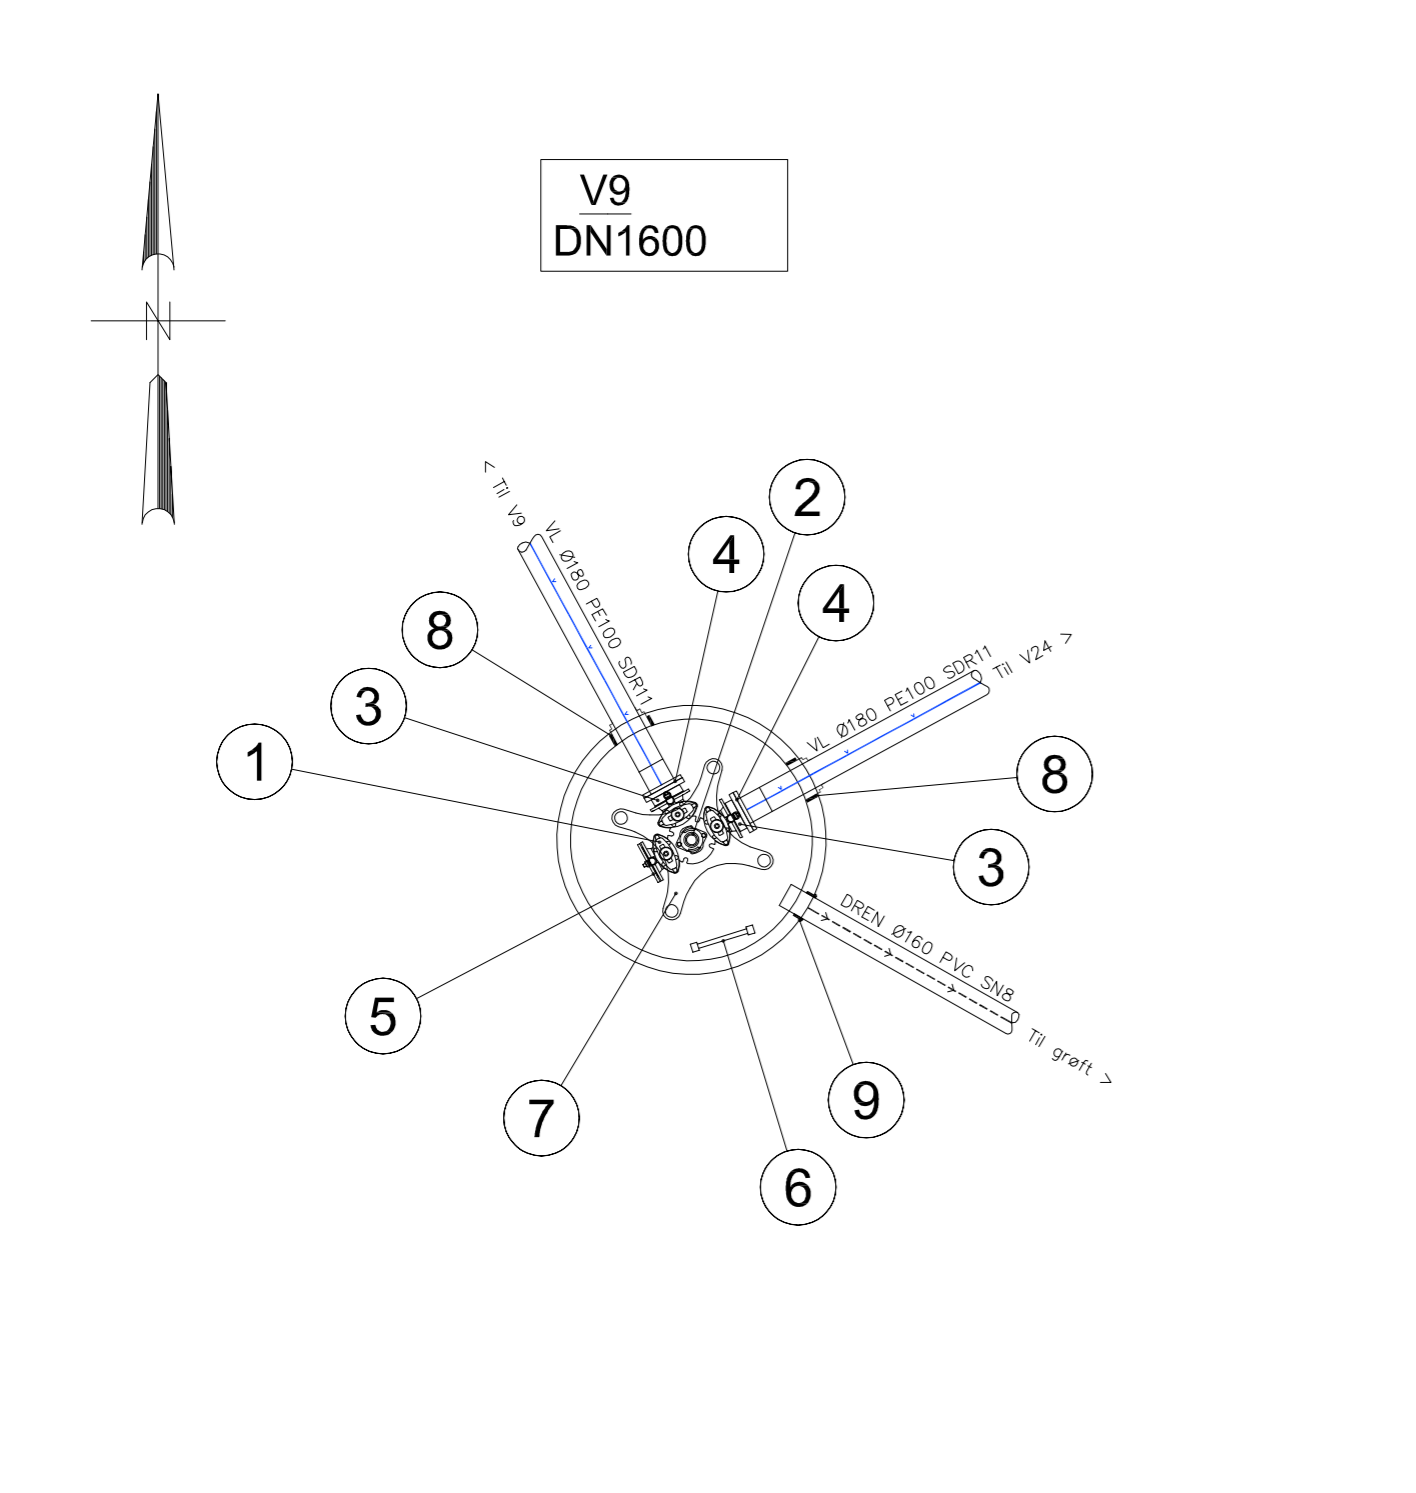 V9
DN1600
N
2
4
4
8
3
1
8
3
5
7
9
6
< Til V9
VL Ø180 PE100 SDR11
VL Ø180 PE100 SDR11
Til V24 >
DREN Ø160 PVC SN8
Til grøft >